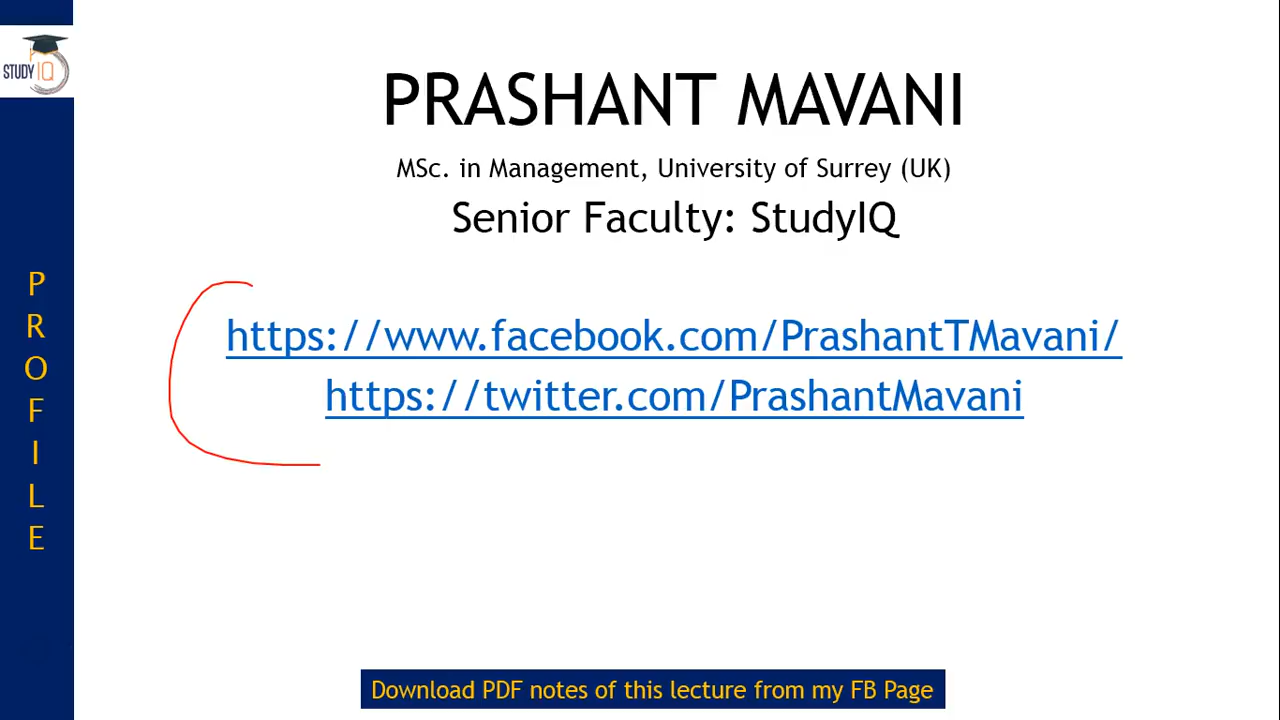 STUDY IQ
PRASHANT MAVANI
MSc. in Management, University of Surrey (UK)
Senior Faculty: StudyIQ
https://www.facebook.com/PrashantTMavani/
https://twitter.com/PrashantMavani
P
R
O
F
I
L
E
Download PDF notes of this lecture from my FB Page